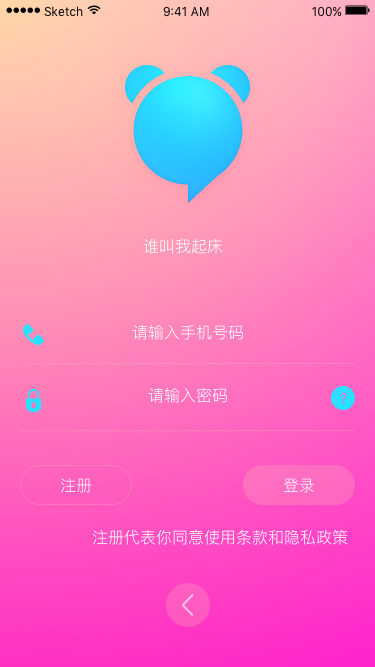 Sketch 9:41 AM 100%
谁叫我起床
请输入手机号码
请输入密码 ?
注册 登录
注册代表你同意使用条款和隐私政策